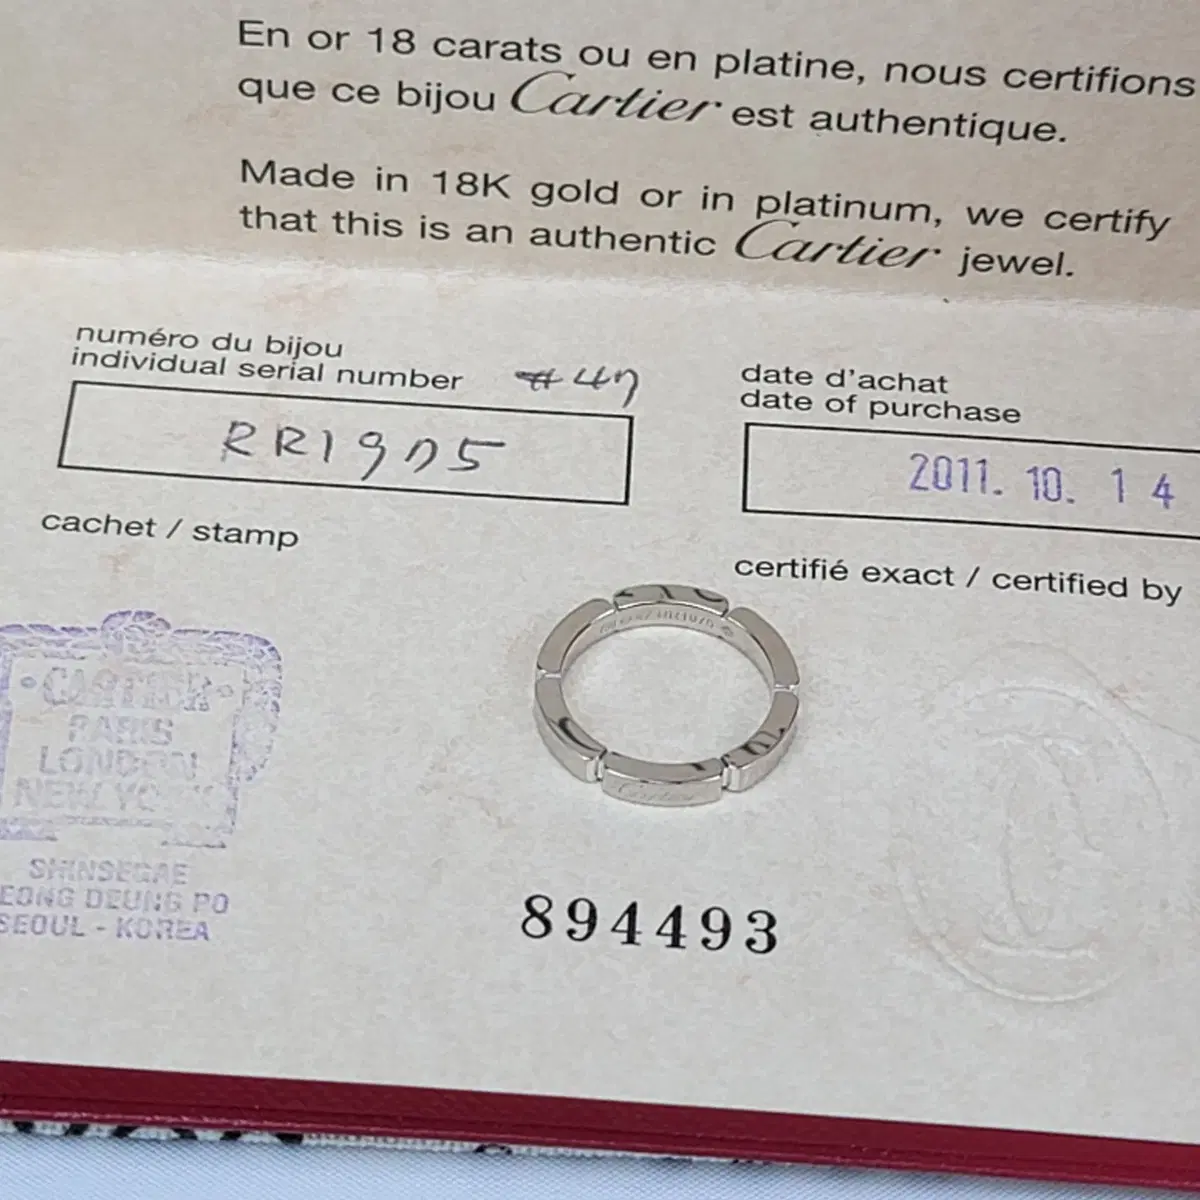 En or 18 carats ou en platine, nous certifions
que ce bijou Cartier est authentique.
Made in 18K gold or in platinum, we certify
that this is an authentic Cartier jewel.
numéro du bijou
individual serial number #47
RR1975
date d'achat
date of purchase
2011. 10. 14
cachet / stamp
certifié exact / certified by
CARTIER
PARIS
LONDON
NEW YORK
SHINSEGAE
EONG DEUNG PO
SEOUL - KOREA
Cartier
894493